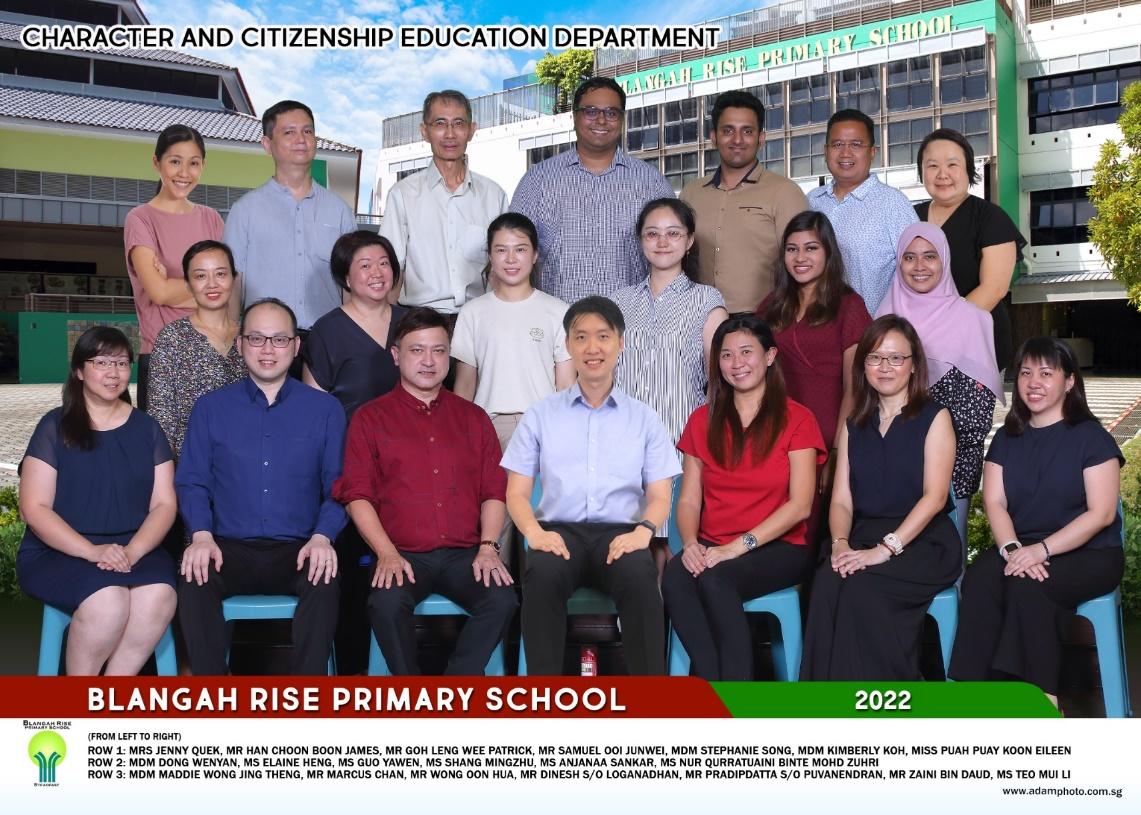 CHARACTER AND CITIZENSHIP EDUCATION DEPARTMENT
BLANGAH RISE PRIMARY SCHOOL
BLANGAH RISE PRIMARY SCHOOL
2022
BLANGAH RISE
PRIMARY SCHOOL
STEADFAST
(FROM LEFT TO RIGHT)
ROW 1: MRS JENNY QUEK, MR HAN CHOON BOON JAMES, MR GOH LENG WEE PATRICK, MR SAMUEL OOI JUNWEI, MDM STEPHANIE SONG, MDM KIMBERLY KOH, MISS PUAH PUAY KOON EILEEN
ROW 2: MDM DONG WENYAN, MS ELAINE HENG, MS GUO YAWEN, MS SHANG MINGZHU, MS ANJANAA SANKAR, MS NUR QURRATUAINI BINTE MOHD ZUHRI
ROW 3: MDM MADDIE WONG JING THENG, MR MARCUS CHAN, MR WONG OON HUA, MR DINESH S/O LOGANADHAN, MR PRADIPDATTA S/O PUVANENDRAN, MR ZAINI BIN DAUD, MS TEO MUI LI
www.adamphoto.com.sg